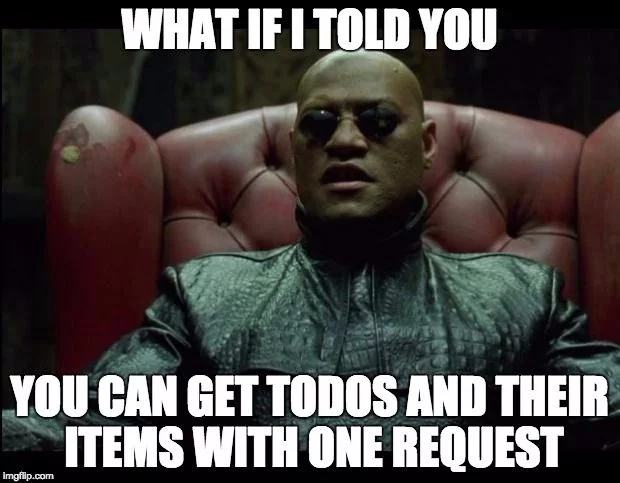 WHAT IF I TOLD YOU
YOU CAN GET TODOS AND THEIR
ITEMS WITH ONE REQUEST
imgflip.com